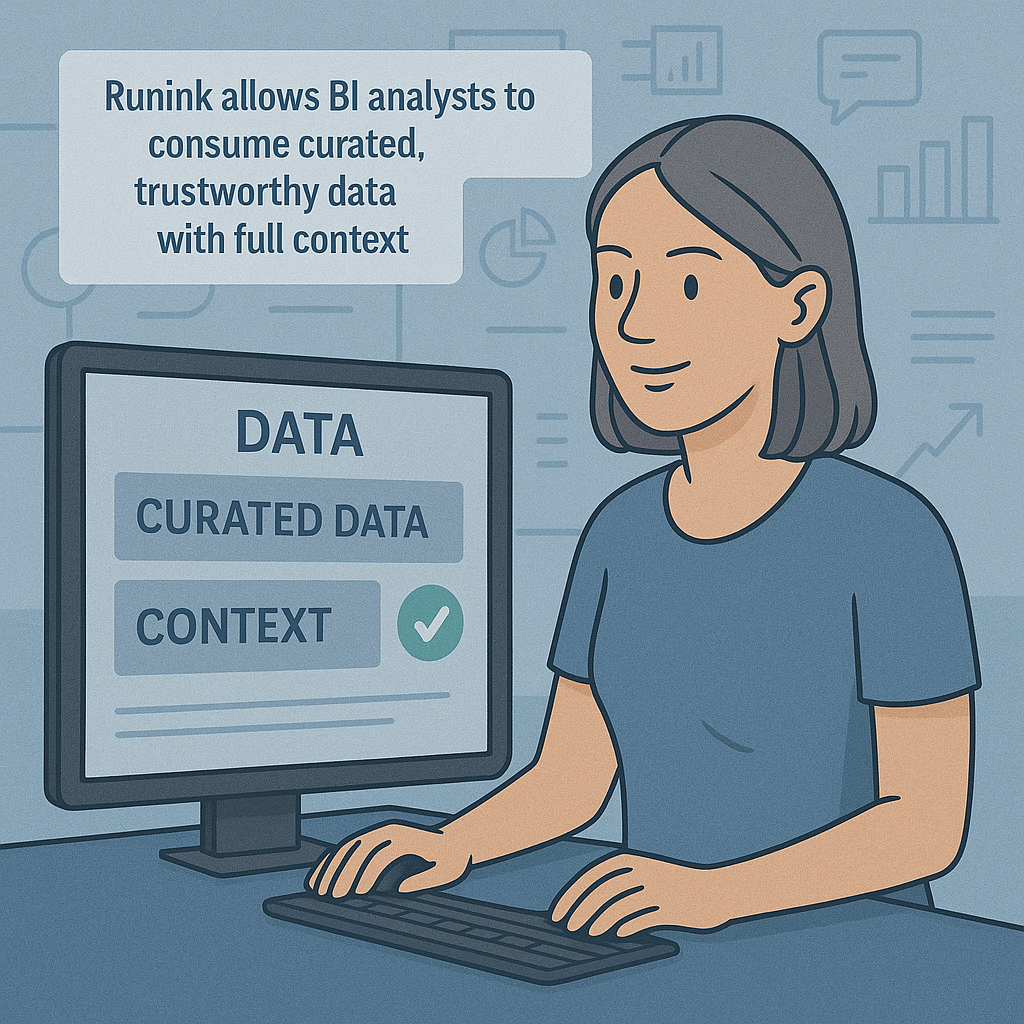 Runink allows BI analysts to
consume curated,
trustworthy data
with full context
DATA
CURATED DATA
CONTEXT